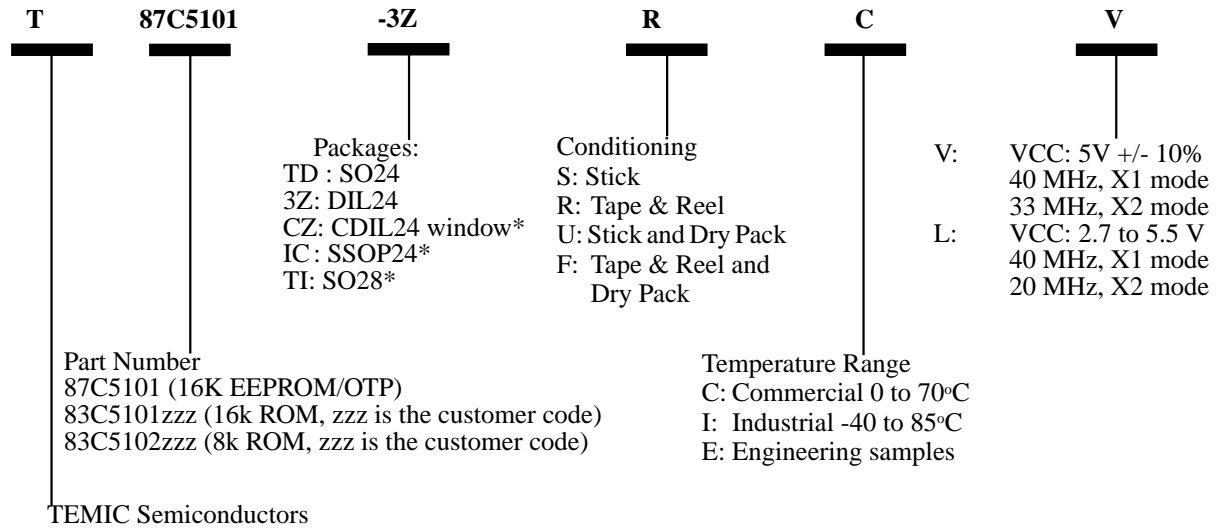 T 87C5101 -3Z R C V
Packages:
TD : SO24
3Z: DIL24
CZ: CDIL24 window*
IC : SSOP24*
TI: SO28*
Conditioning
S: Stick
R: Tape & Reel
U: Stick and Dry Pack
F: Tape & Reel and
Dry Pack
V: VCC: 5V +/- 10%
40 MHz, X1 mode
33 MHz, X2 mode
L: VCC: 2.7 to 5.5 V
40 MHz, X1 mode
20 MHz, X2 mode
Part Number
87C5101 (16K EEPROM/OTP)
83C5101zzz (16k ROM, zzz is the customer code)
83C5102zzz (8k ROM, zzz is the customer code)
Temperature Range
C: Commercial 0 to 70°C
I: Industrial -40 to 85°C
E: Engineering samples
TEMIC Semiconductors